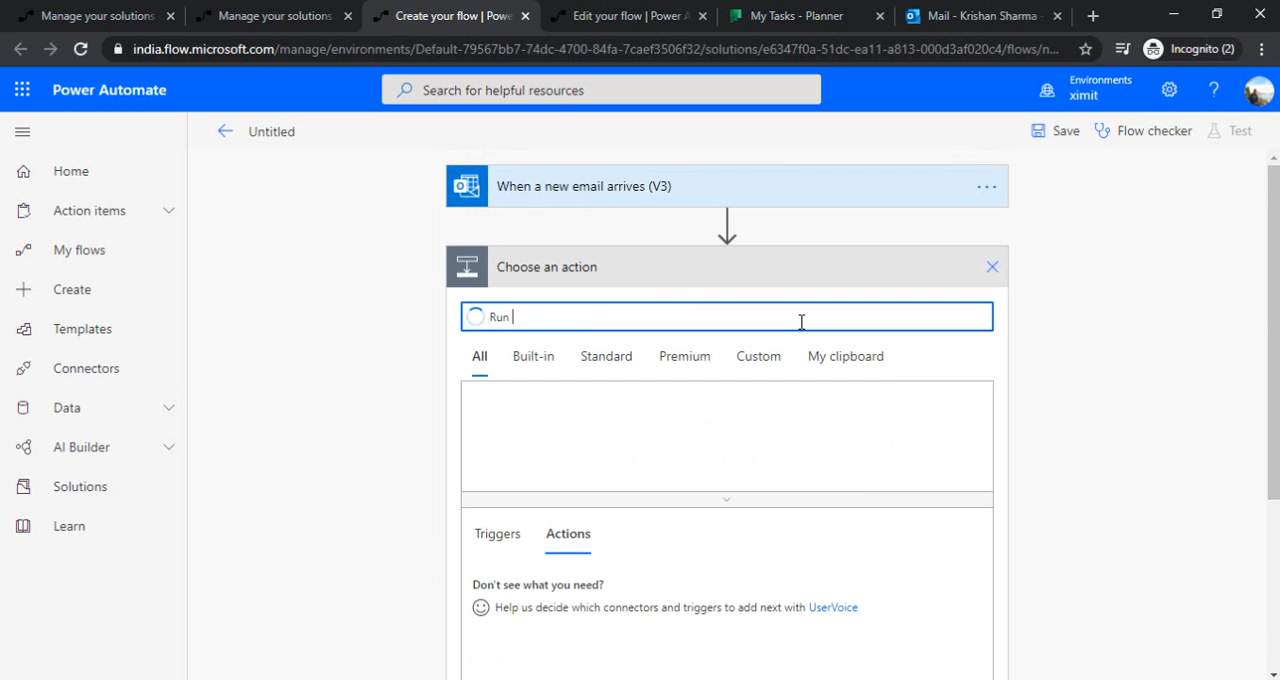 Manage your solutions
Manage your solutions
Create your flow | Powe
Edit your flow | Power A
My Tasks - Planner
Mail - Krishan Sharma -
india.flow.microsoft.com/manage/environments/Default-79567bb7-74dc-4700-84fa-7caef3506f32/solutions/e6347f0a-51dc-ea11-a813-000d3af020c4/flows/n...
Incognito (2)
Power Automate
Search for helpful resources
Environments
ximit
Untitled
Save
Flow checker
Test
Home
Action items
My flows
Create
Templates
Connectors
Data
AI Builder
Solutions
Learn
When a new email arrives (V3)
Choose an action
Run
All
Built-in
Standard
Premium
Custom
My clipboard
Triggers
Actions
Don't see what you need?
Help us decide which connectors and triggers to add next with UserVoice